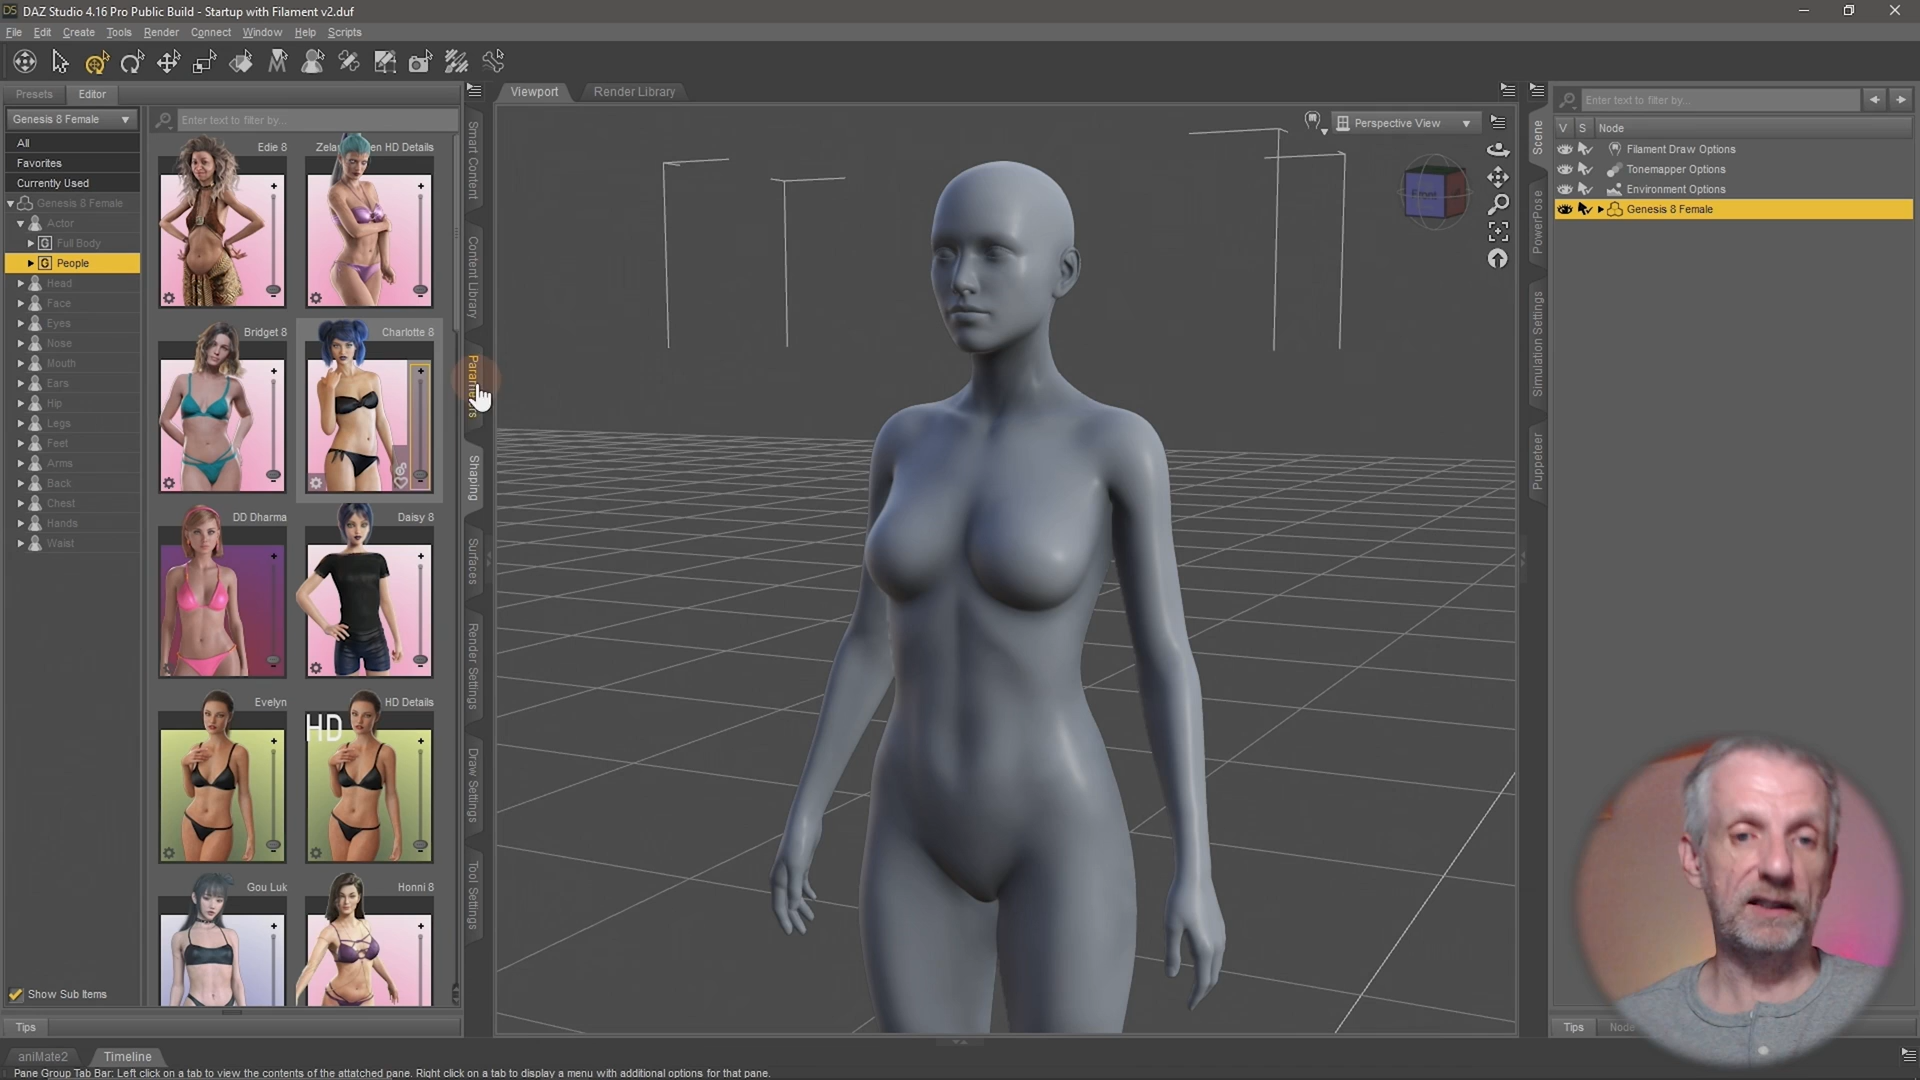 DAZ Studio 4.16 Pro Public Build - Startup with Filament v2.duf
File Edit Create Tools Render Connect Window Help Scripts
Presets Editor
Genesis 8 Female
Enter text to filter by...
All
Favorites
Currently Used
Genesis 8 Female
Actor
Full Body
People
Head
Face
Eyes
Nose
Mouth
Ears
Hip
Legs
Feet
Arms
Back
Chest
Hands
Waist
Show Sub Items
Tips
Edie 8
HD Details
Bridget 8
Charlotte 8
DD Dharma
Daisy 8
Evelyn
HD Details
HD
Gou Luk
Honni 8
Smart Content
Content Library
Parameters
Shaping
Surfaces
Render Settings
Draw Settings
Tool Settings
Viewport Render Library
Perspective View
Front
Scene
PowerPose
Simulation Settings
Puppeteer
Enter text to filter by...
V S Node
Filament Draw Options
Tonemapper Options
Environment Options
Genesis 8 Female
Tips Node
aniMate2 Timeline
Pane Group Tab Bar: Left click on a tab to view the contents of the attatched pane. Right click on a tab to display a menu with additional options for that pane.